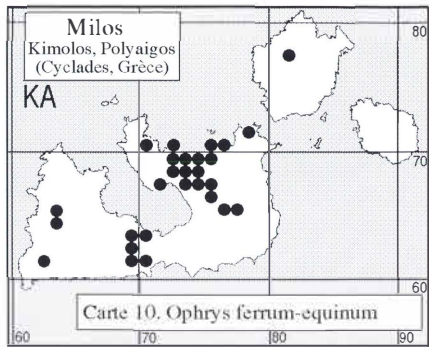 Milos
Kimolos, Polyaigos
(Cyclades, Grèce)
80
KA
70
60
Carte 10. Ophrys ferrum-equinum
60
70
80
90